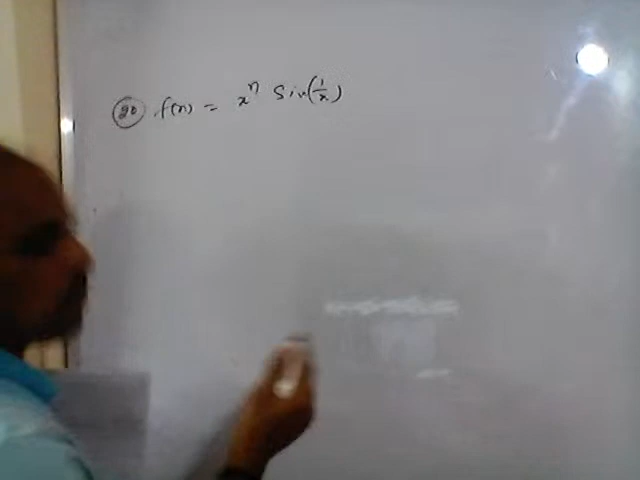 (20) f(x) = x^n Sin(1/x)